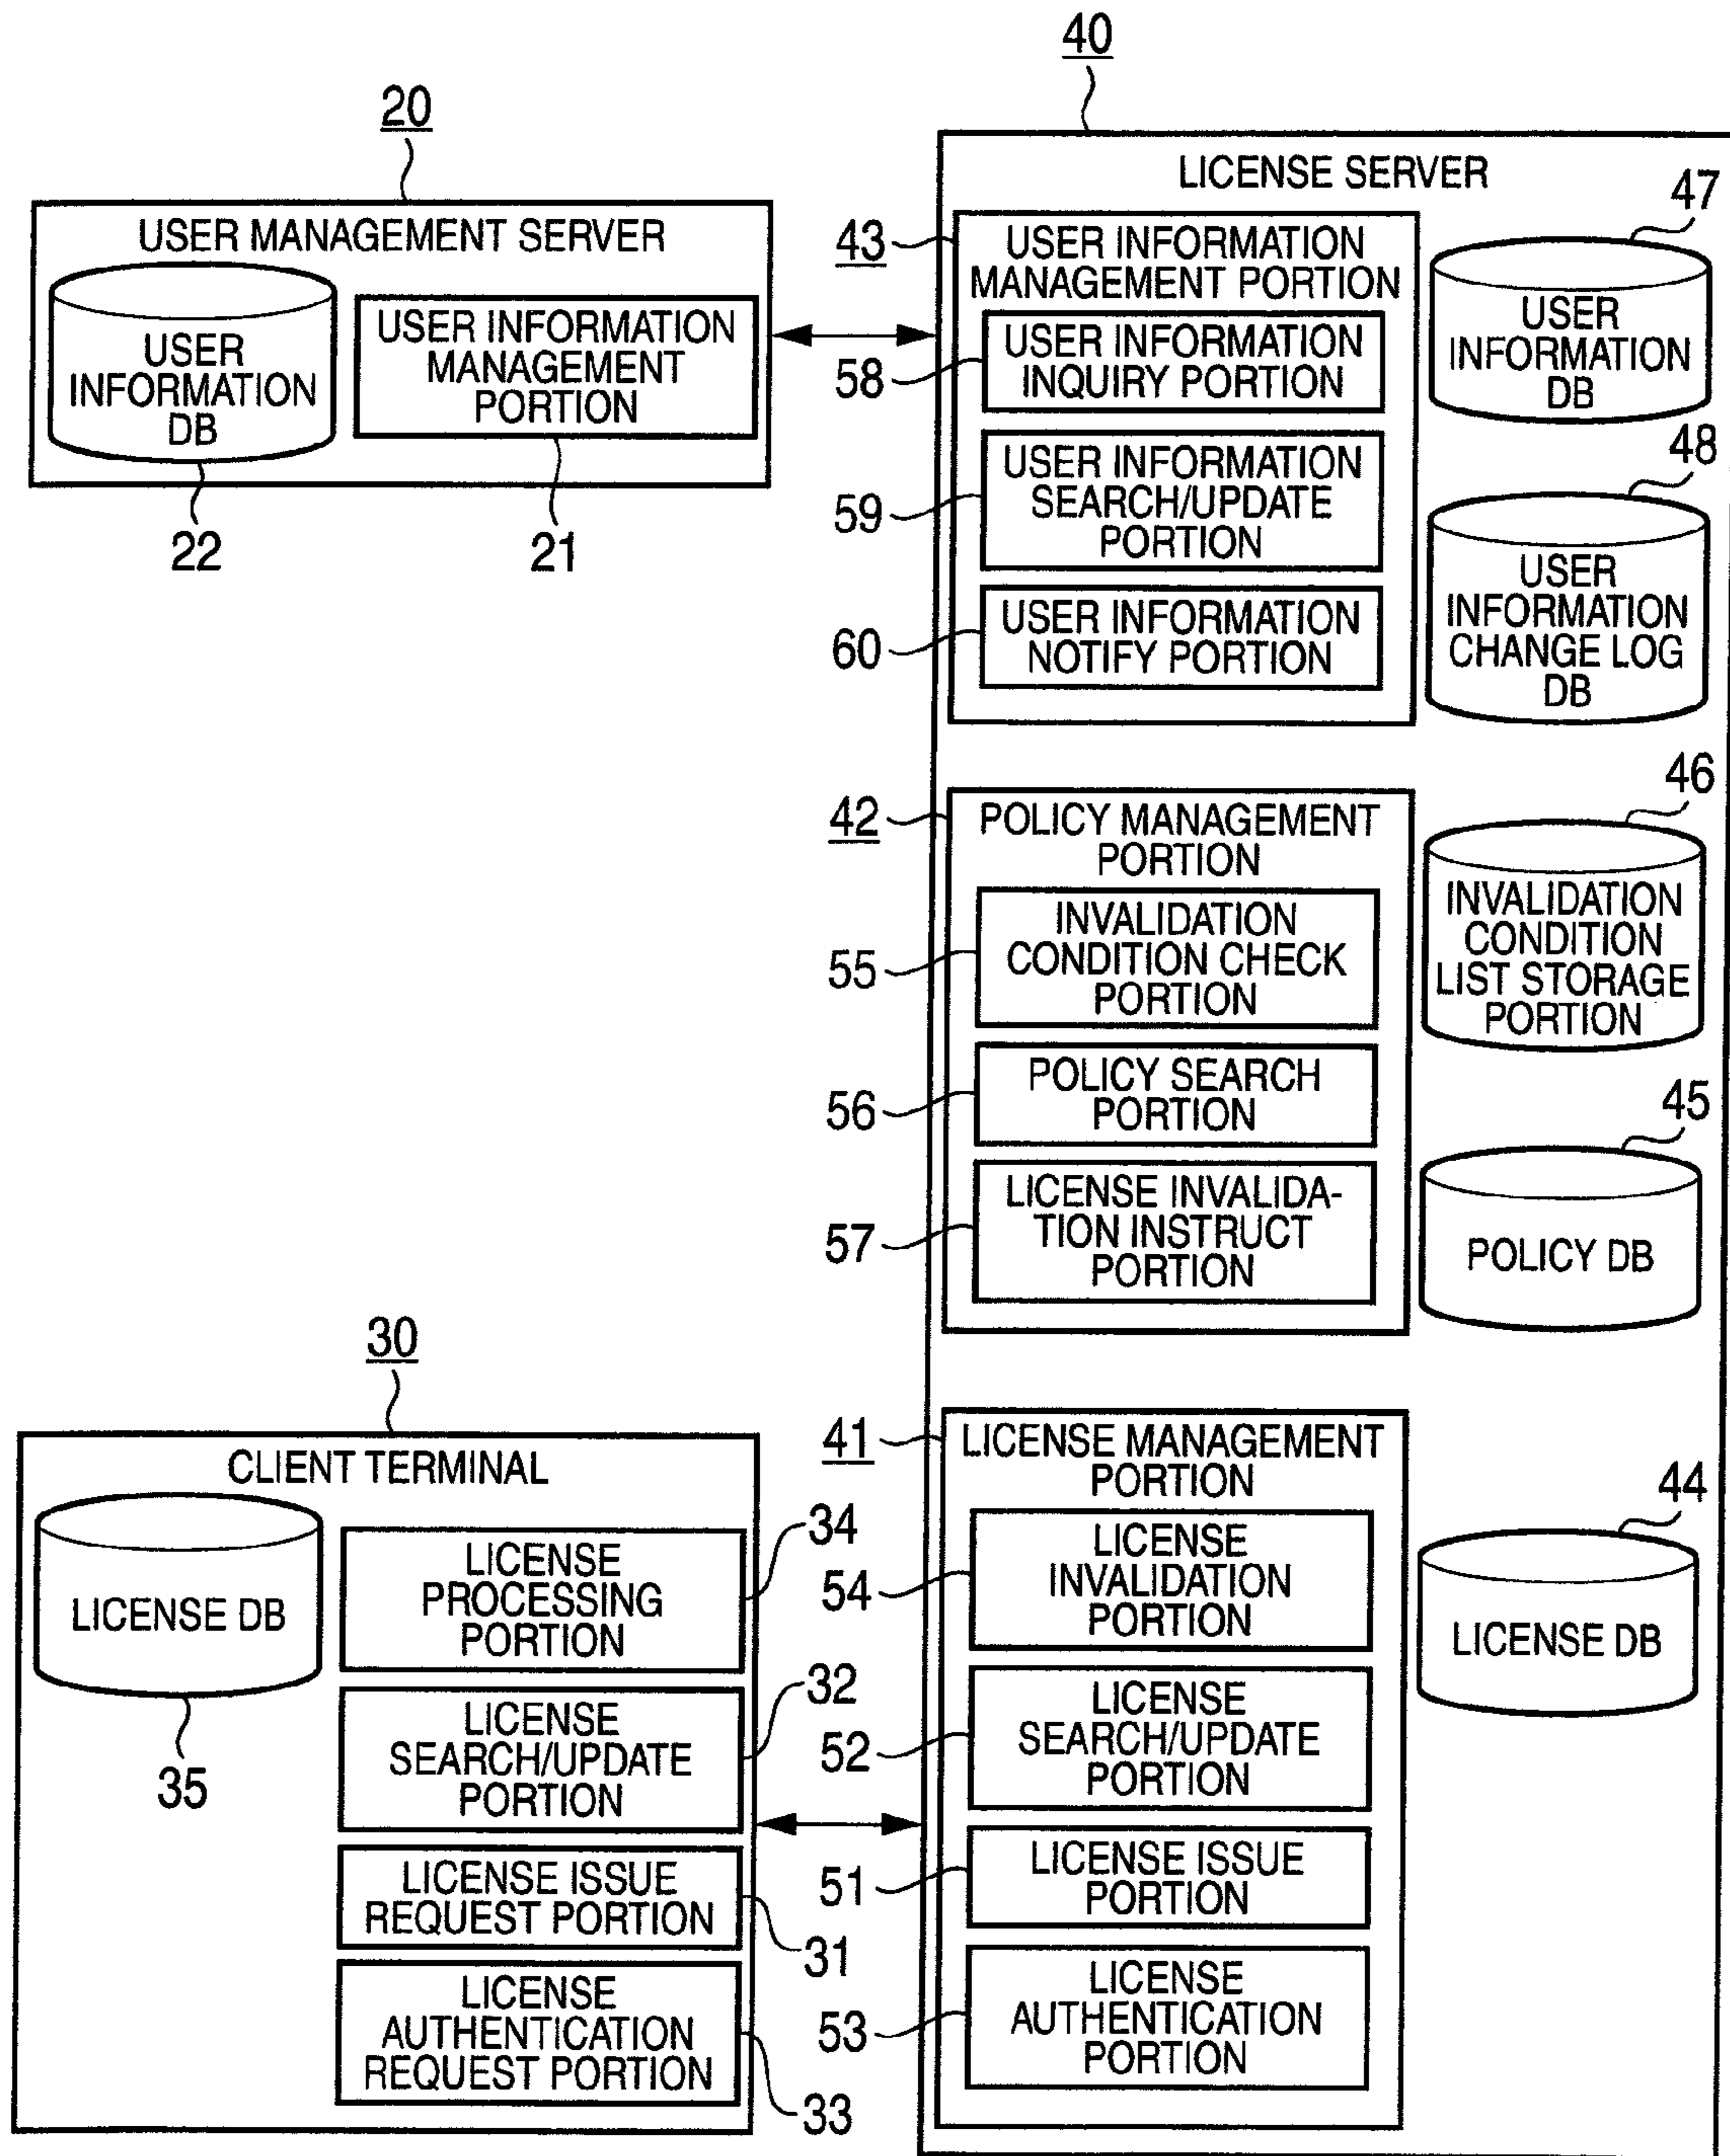 20
USER MANAGEMENT SERVER
USER
INFORMATION
DB
USER INFORMATION
MANAGEMENT
PORTION
22
21
40
LICENSE SERVER
43
USER INFORMATION
MANAGEMENT PORTION
58
USER INFORMATION
INQUIRY PORTION
59
USER INFORMATION
SEARCH/UPDATE
PORTION
60
USER INFORMATION
NOTIFY PORTION
47
USER
INFORMATION
DB
48
USER
INFORMATION
CHANGE LOG
DB
42
POLICY MANAGEMENT
PORTION
55
INVALIDATION
CONDITION CHECK
PORTION
56
POLICY SEARCH
PORTION
57
LICENSE INVALIDA-
TION INSTRUCT
PORTION
46
INVALIDATION
CONDITION
LIST STORAGE
PORTION
45
POLICY DB
30
CLIENT TERMINAL
LICENSE DB
35
LICENSE
PROCESSING
PORTION
34
LICENSE
SEARCH/UPDATE
PORTION
32
LICENSE ISSUE
REQUEST PORTION
31
LICENSE
AUTHENTICATION
REQUEST PORTION
33
41
LICENSE MANAGEMENT
PORTION
54
LICENSE
INVALIDATION
PORTION
52
LICENSE
SEARCH/UPDATE
PORTION
51
LICENSE ISSUE
PORTION
53
LICENSE
AUTHENTICATION
PORTION
44
LICENSE DB